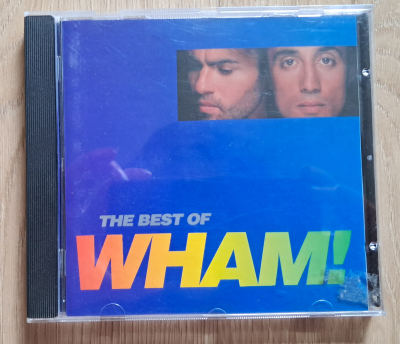 THE BEST OF
WHAM!